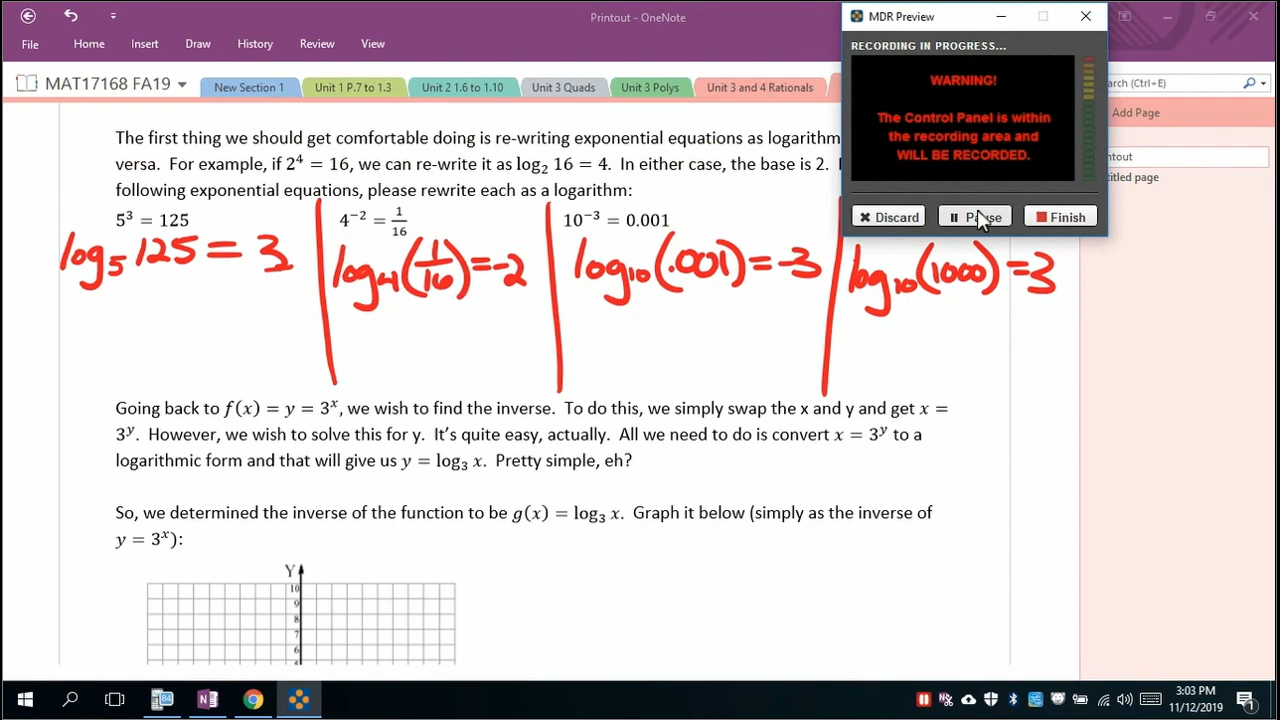 Printout - OneNote
MDR Preview
File Home Insert Draw History Review View
RECORDING IN PROGRESS...
WARNING!
The Control Panel is within
the recording area and
WILL BE RECORDED.
Discard Pause Finish
MAT17168 FA19
New Section 1 Unit 1 P.7 to 1.3 Unit 2 1.6 to 1.10 Unit 3 Quads Unit 3 Polys Unit 3 and 4 Rationals
arch (Ctrl+E)
Add Page
ntout
titled page
The first thing we should get comfortable doing is re-writing exponential equations as logarithm
versa. For example, if 2⁴ = 16, we can re-write it as log₂ 16 = 4. In either case, the base is 2.
following exponential equations, please rewrite each as a logarithm:
5³ = 125 4⁻² = 1/16 10⁻³ = 0.001
log₅ 125 = 3 log₄(1/16) = -2 log₁₀(.001) = -3 log₁₀(1000) = 3
Going back to f(x) = y = 3ˣ, we wish to find the inverse. To do this, we simply swap the x and y and get x =
3ʸ. However, we wish to solve this for y. It's quite easy, actually. All we need to do is convert x = 3ʸ to a
logarithmic form and that will give us y = log₃ x. Pretty simple, eh?
So, we determined the inverse of the function to be g(x) = log₃ x. Graph it below (simply as the inverse of
y = 3ˣ):
Y
10
9
8
7
6
3:03 PM
11/12/2019
1